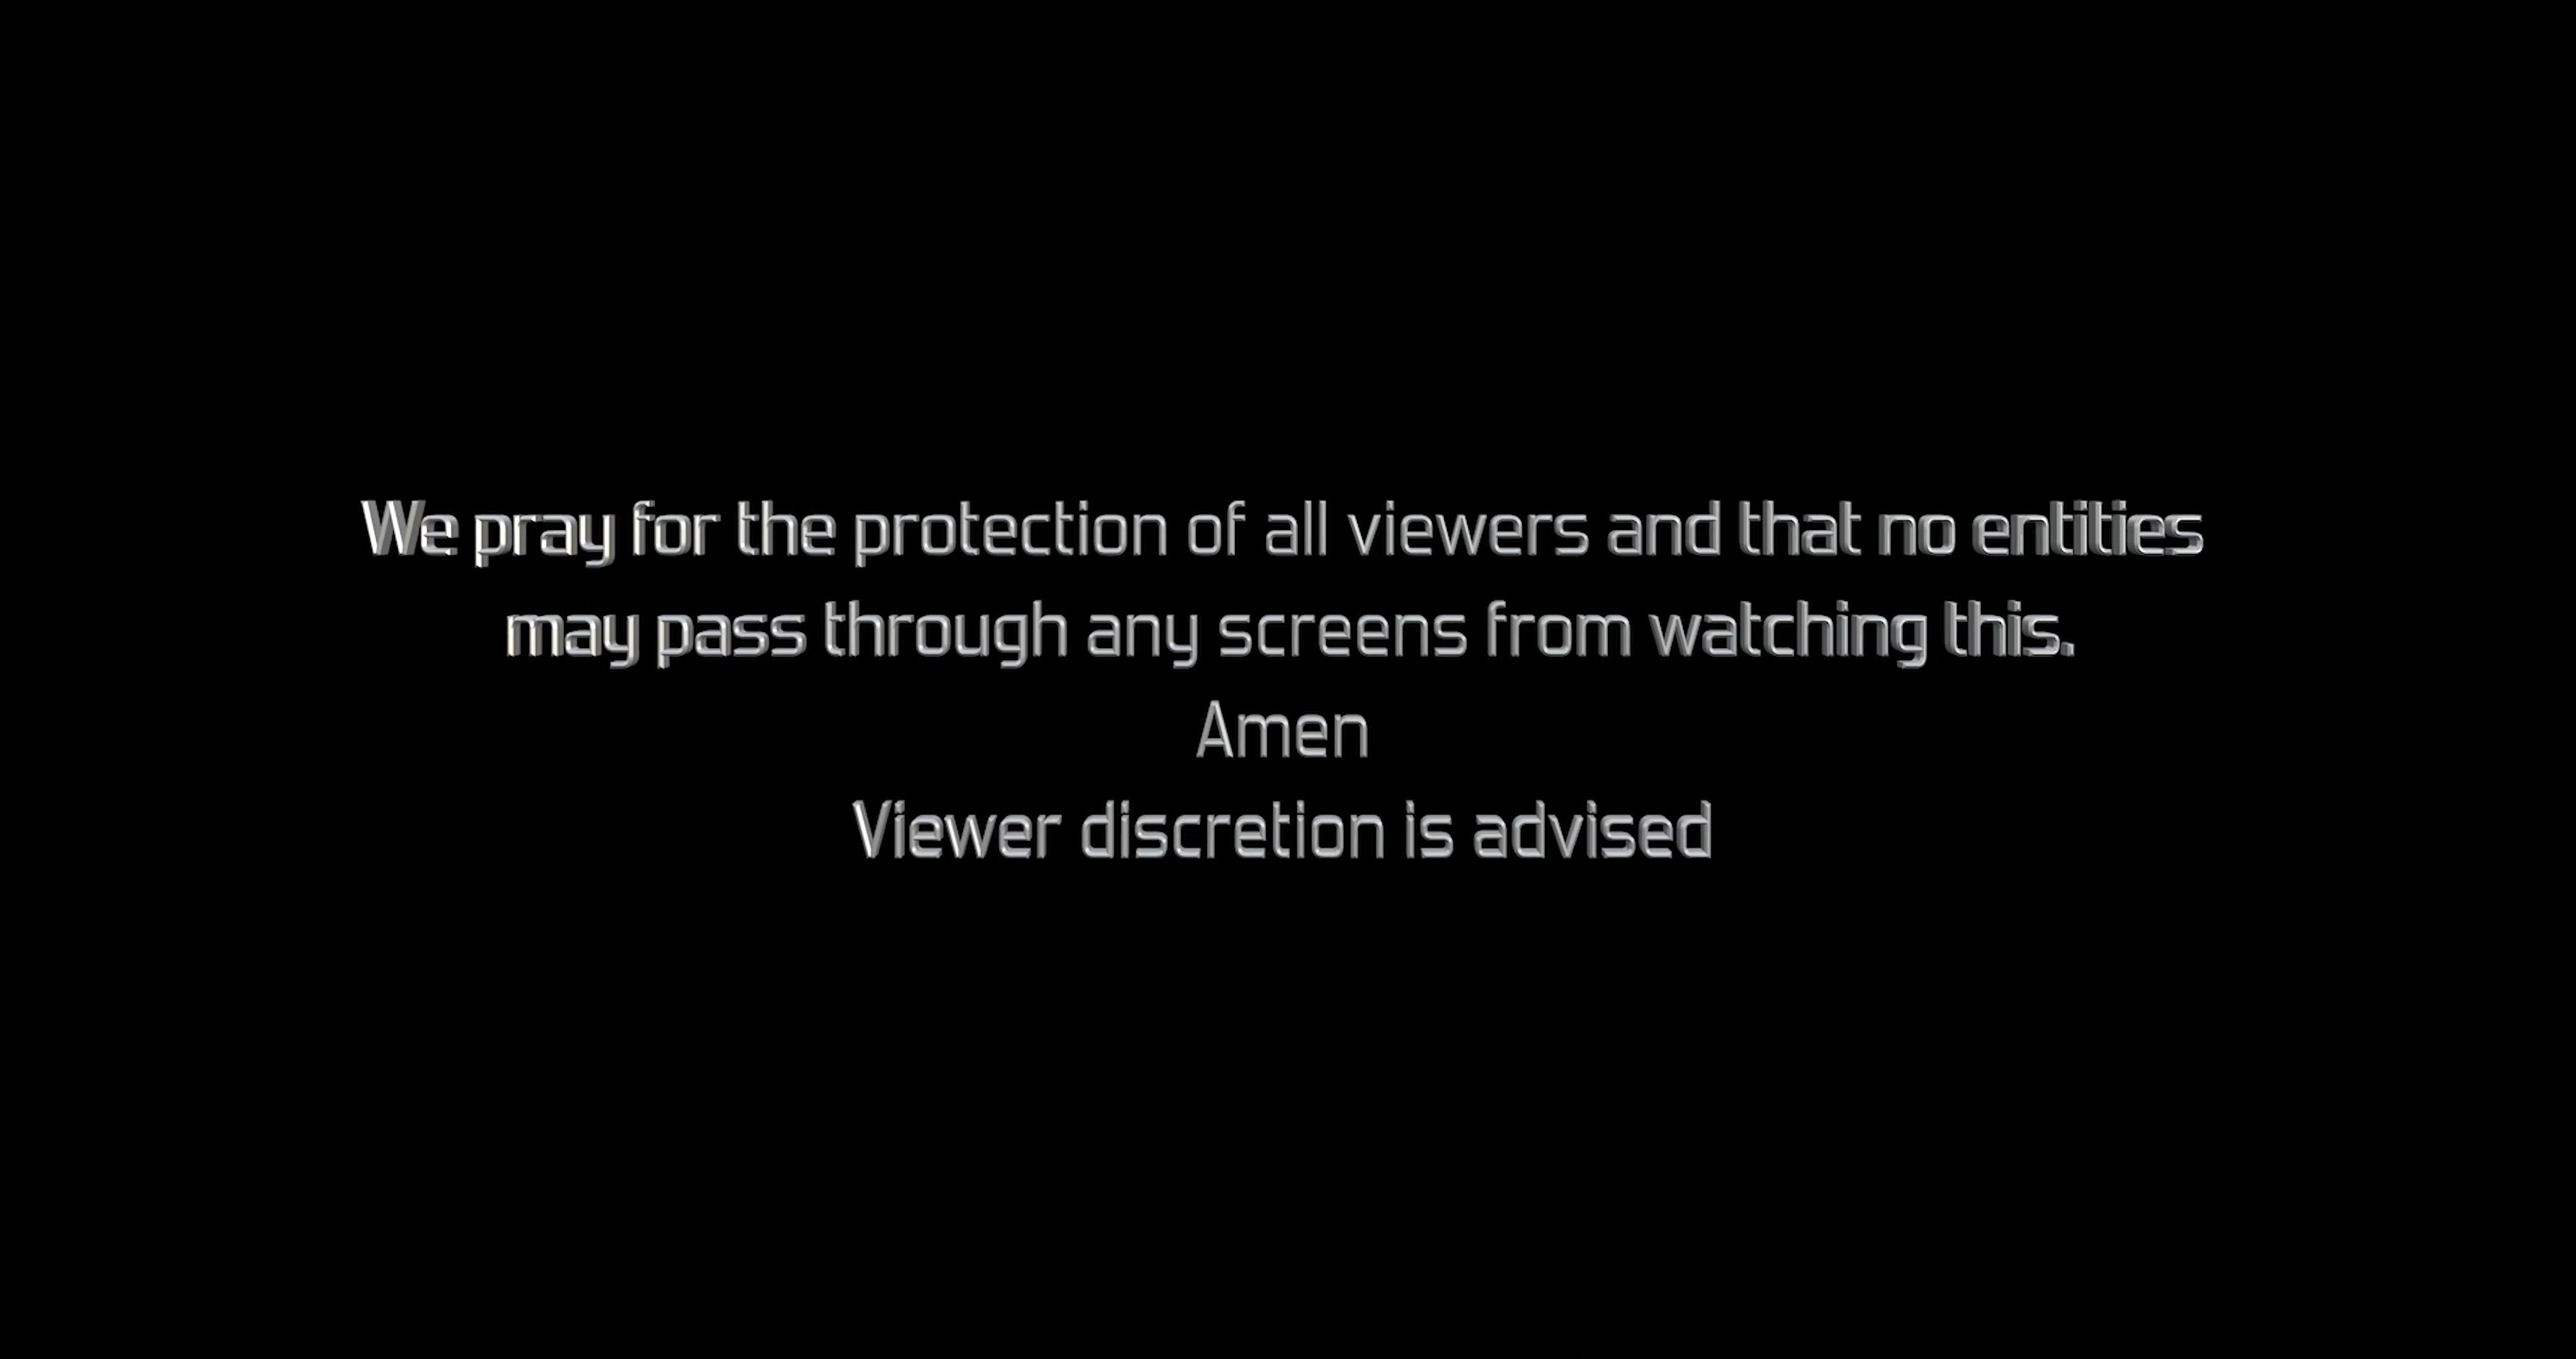 We pray for the protection of all viewers and that no entities
may pass through any screens from watching this.
Amen
Viewer discretion is advised